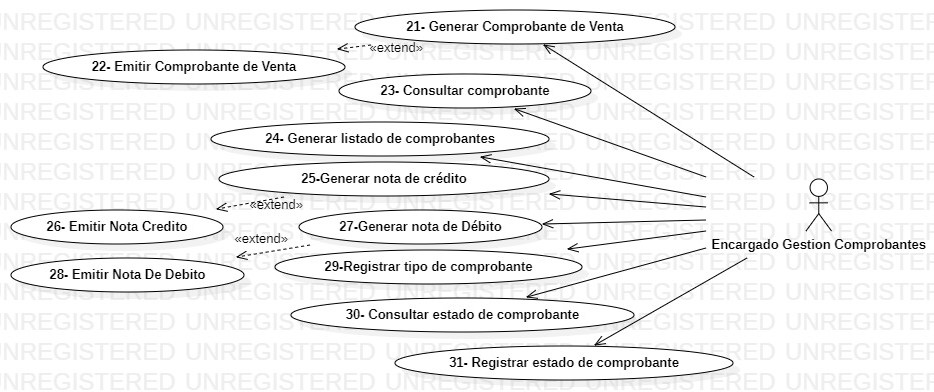 21- Generar Comprobante de Venta
«extend»
22- Emitir Comprobante de Venta
23- Consultar comprobante
24- Generar listado de comprobantes
25-Generar nota de crédito
«extend»
26- Emitir Nota Credito
27-Generar nota de Débito
«extend»
Encargado Gestion Comprobantes
28- Emitir Nota De Debito
29-Registrar tipo de comprobante
30- Consultar estado de comprobante
31- Registrar estado de comprobante
UNREGISTERED